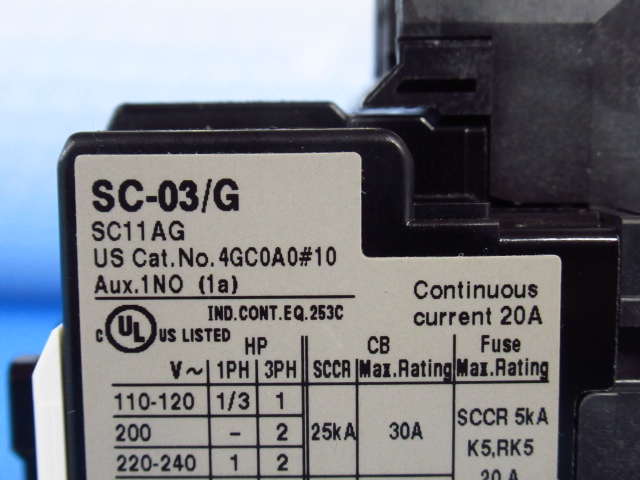 SC-03/G
SC11AG
US Cat.No.4GC0A0#10
Aux.1NO (1a)
IND.CONT.EQ.253C
C UL US LISTED
Continuous
current 20A
HP CB Fuse
V~ 1PH 3PH SCCR Max.Rating Max.Rating
110-120 1/3 1
200 - 2 25kA 30A SCCR 5kA
220-240 1 2 K5,RK5
20 A